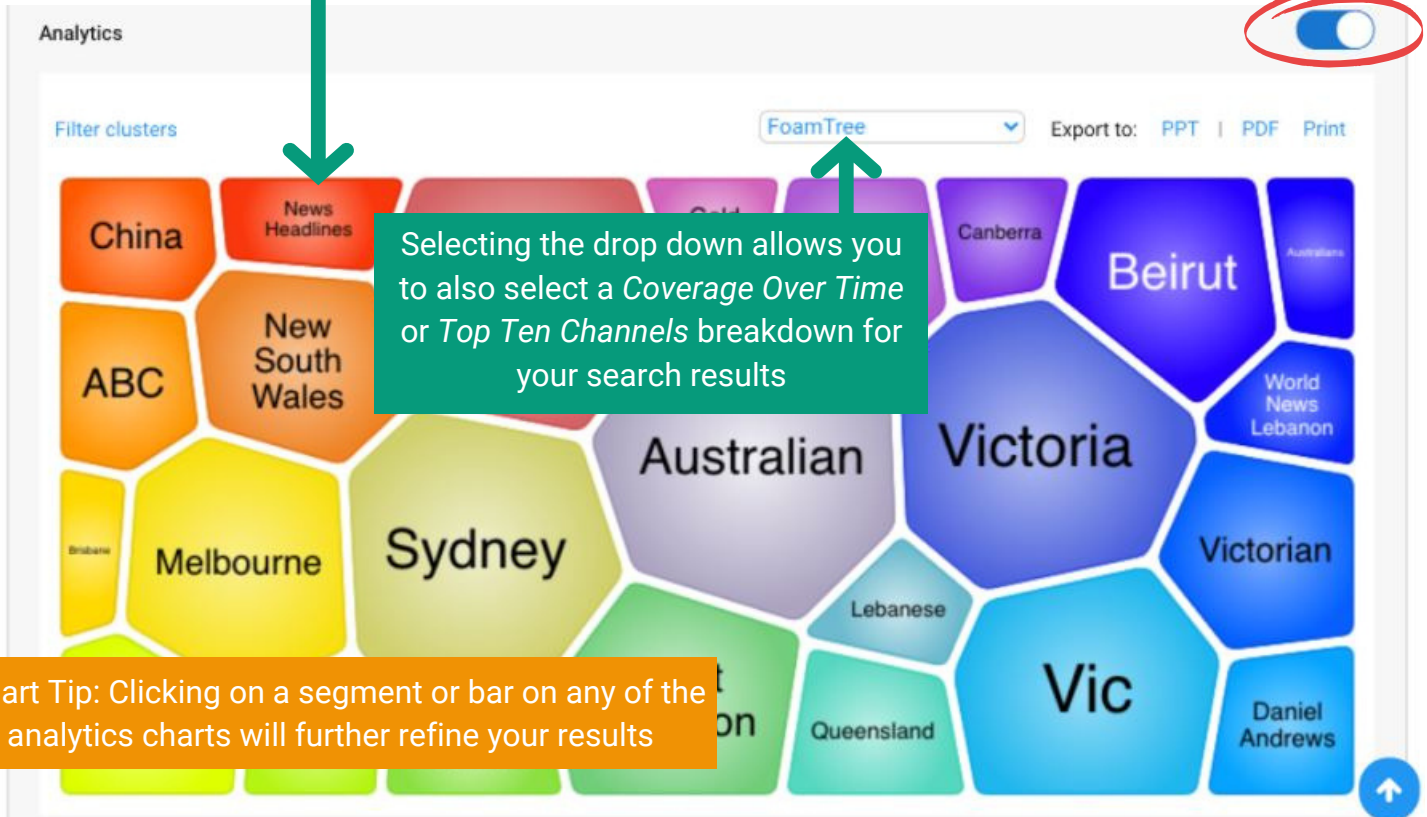 Analytics
Filter clusters
FoamTree
Export to: PPT | PDF Print
China
News
Headlines
Canberra
Beirut
Australians
Selecting the drop down allows you
to also select a Coverage Over Time
or Top Ten Channels breakdown for
your search results
ABC
New
South
Wales
World
News
Lebanon
Australian
Victoria
Brisbane
Melbourne
Sydney
Victorian
Lebanese
art Tip: Clicking on a segment or bar on any of the
analytics charts will further refine your results
Queensland
Vic
Daniel
Andrews